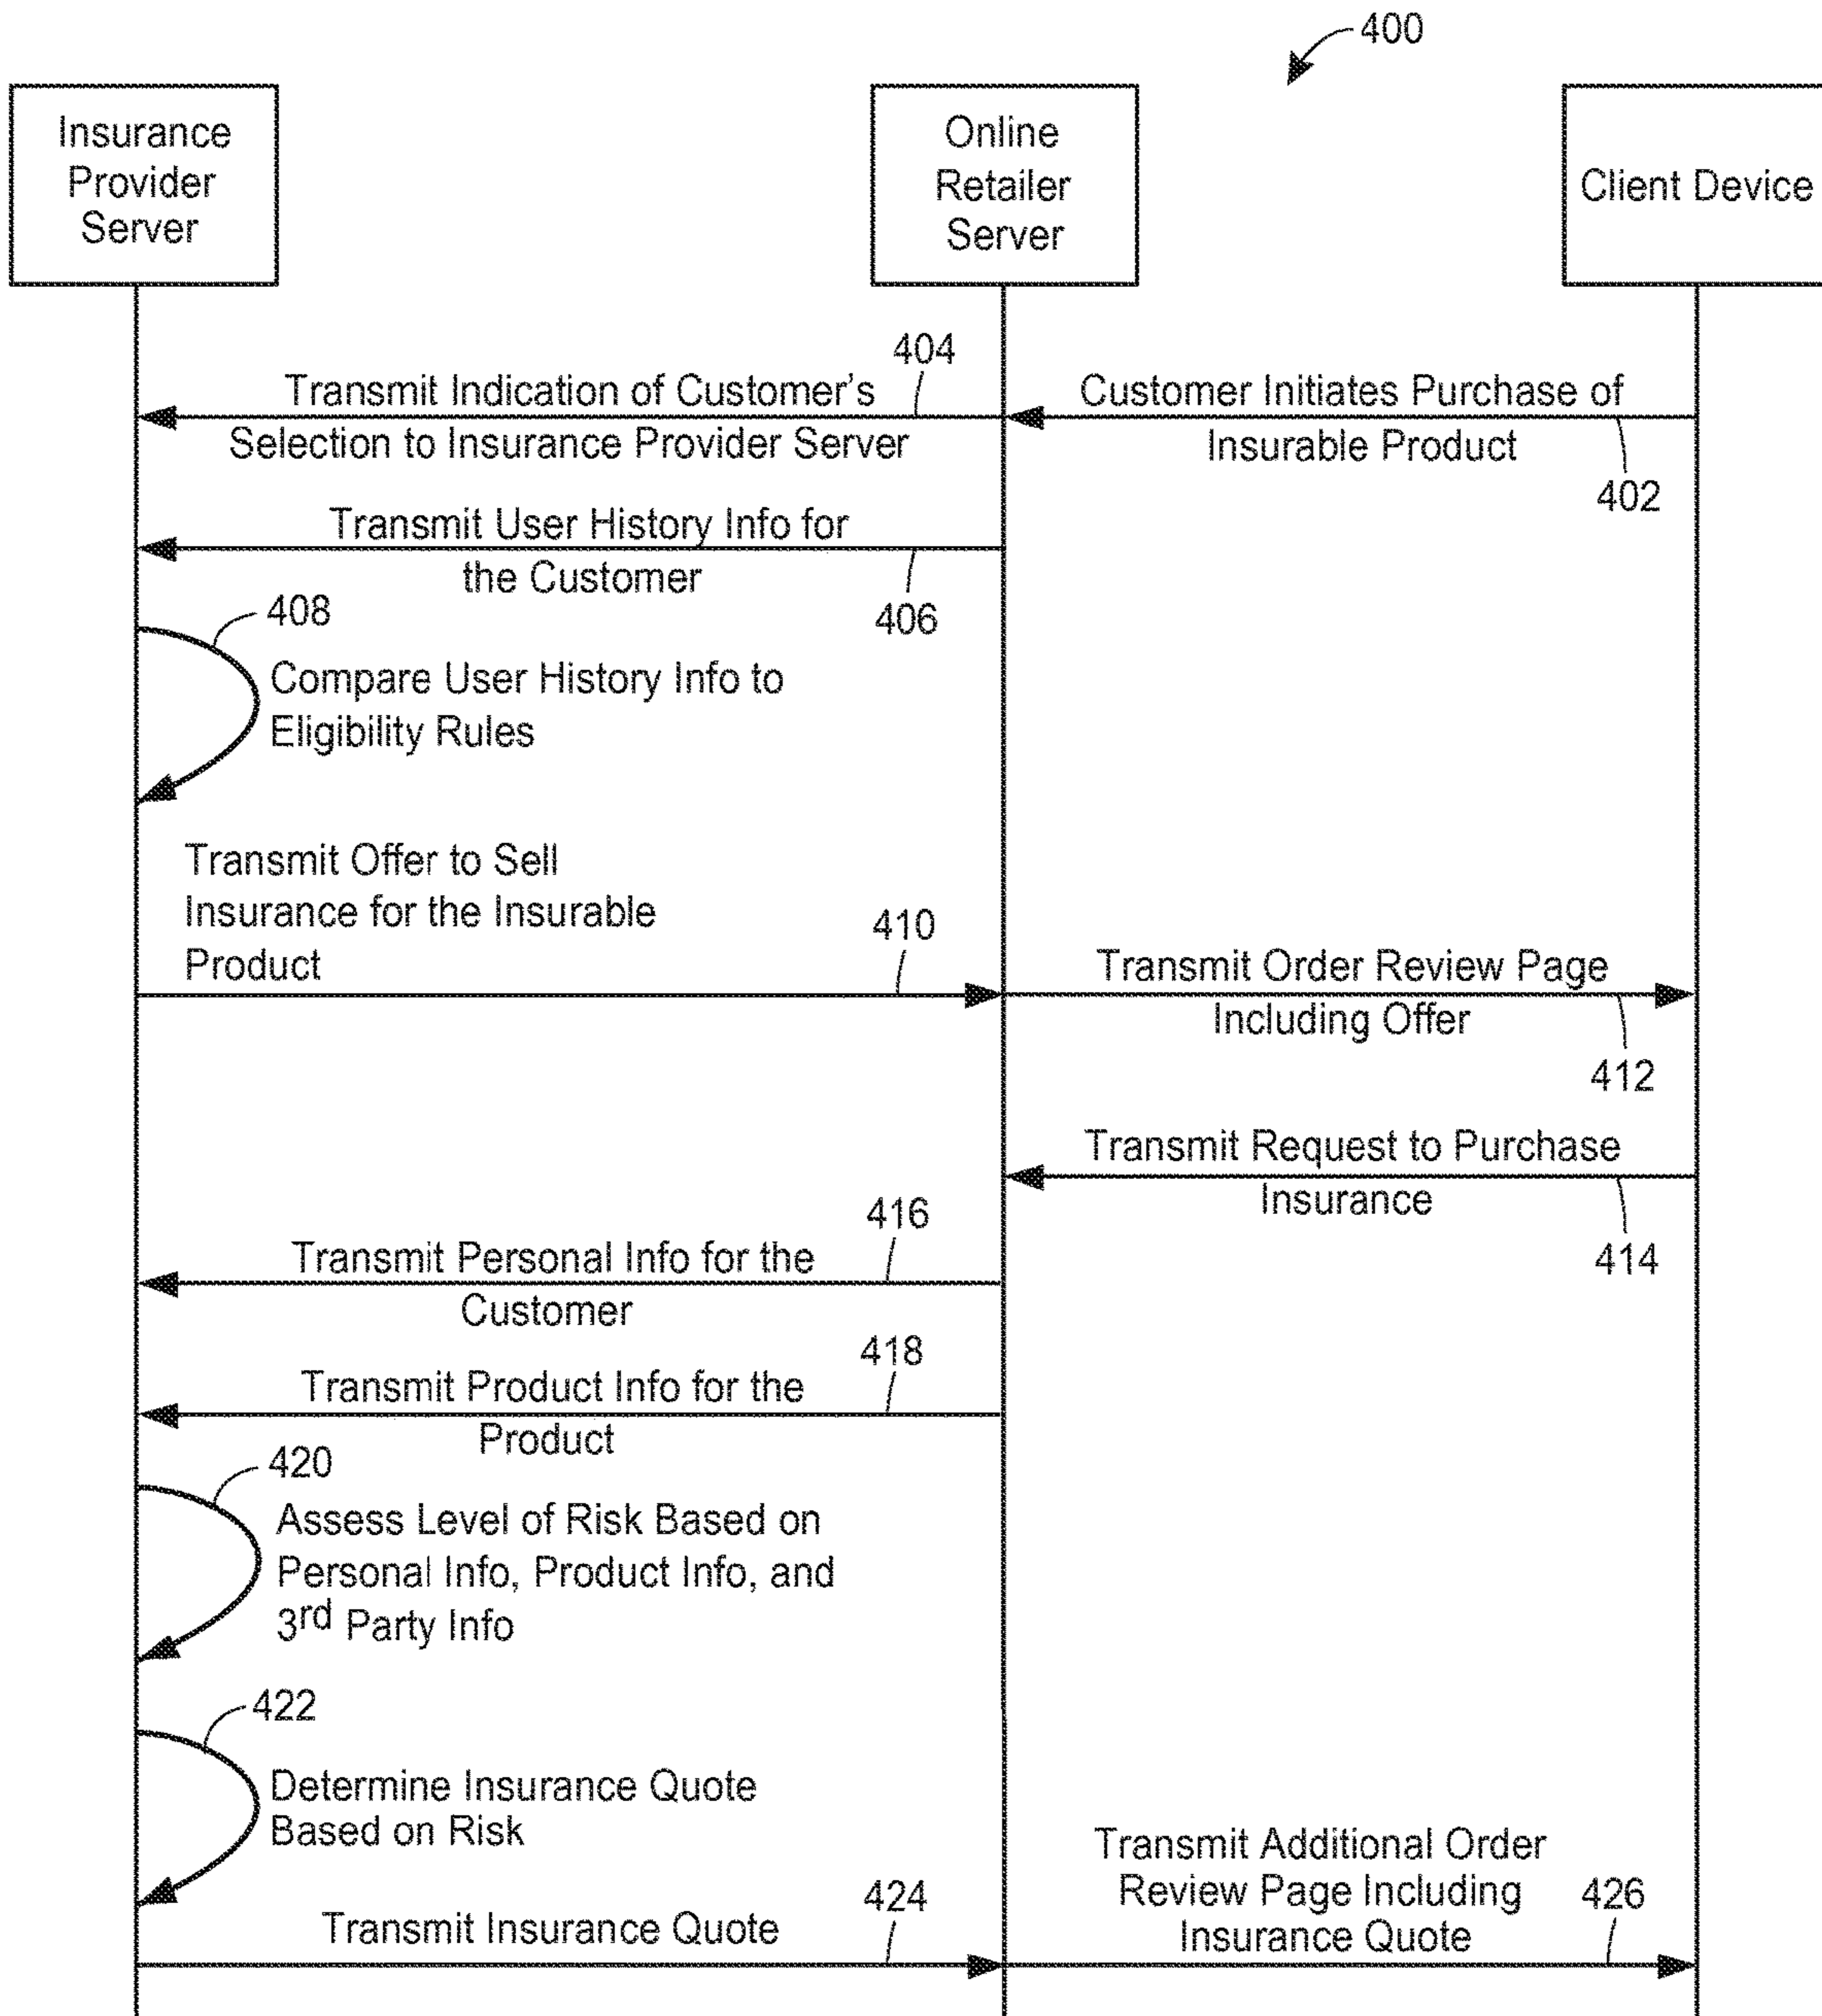 400
Insurance
Provider
Server
Online
Retailer
Server
Client Device
404
Transmit Indication of Customer's
Selection to Insurance Provider Server
Customer Initiates Purchase of
Insurable Product
402
Transmit User History Info for
the Customer
406
408
Compare User History Info to
Eligibility Rules
Transmit Offer to Sell
Insurance for the Insurable
Product
410
Transmit Order Review Page
Including Offer
412
Transmit Request to Purchase
Insurance
414
416
Transmit Personal Info for the
Customer
418
Transmit Product Info for the
Product
420
Assess Level of Risk Based on
Personal Info, Product Info, and
3rd Party Info
422
Determine Insurance Quote
Based on Risk
424
Transmit Insurance Quote
Transmit Additional Order
Review Page Including
Insurance Quote
426